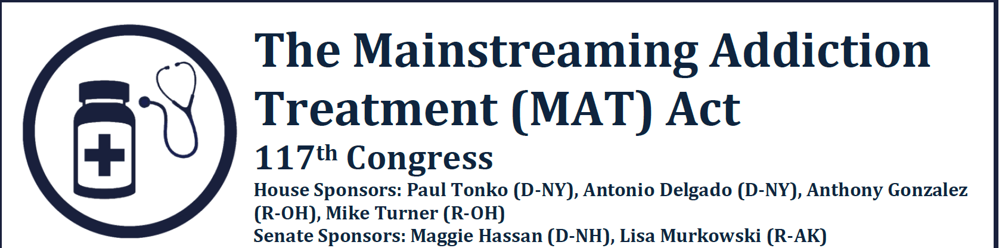 The Mainstreaming Addiction
Treatment (MAT) Act
117th Congress
House Sponsors: Paul Tonko (D-NY), Antonio Delgado (D-NY), Anthony Gonzalez
(R-OH), Mike Turner (R-OH)
Senate Sponsors: Maggie Hassan (D-NH), Lisa Murkowski (R-AK)